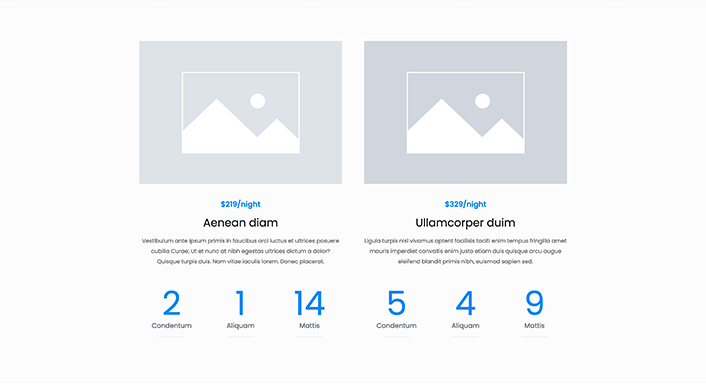 $219/night
Aenean diam
Vestibulum ante ipsum primis in faucibus orci luctus et ultrices posuere
cubilia Curae; Ut et nunc at nibh egestas ultrices dictum a dolor?
Quisque turpis duis. Nam vitae iaculis lorem. Donec placerat.
2 1 14
Condentum Aliquam Mattis
$329/night
Ullamcorper duim
Ligula turpis nisl vivamus aptent facilisis taciti enim tempus fringilla amet
mauris imperdiet convallis enim justo etiam duis quisque arcu augue
eleifend blandit primis nibh, euismod sapien sed.
5 4 9
Condentum Aliquam Mattis